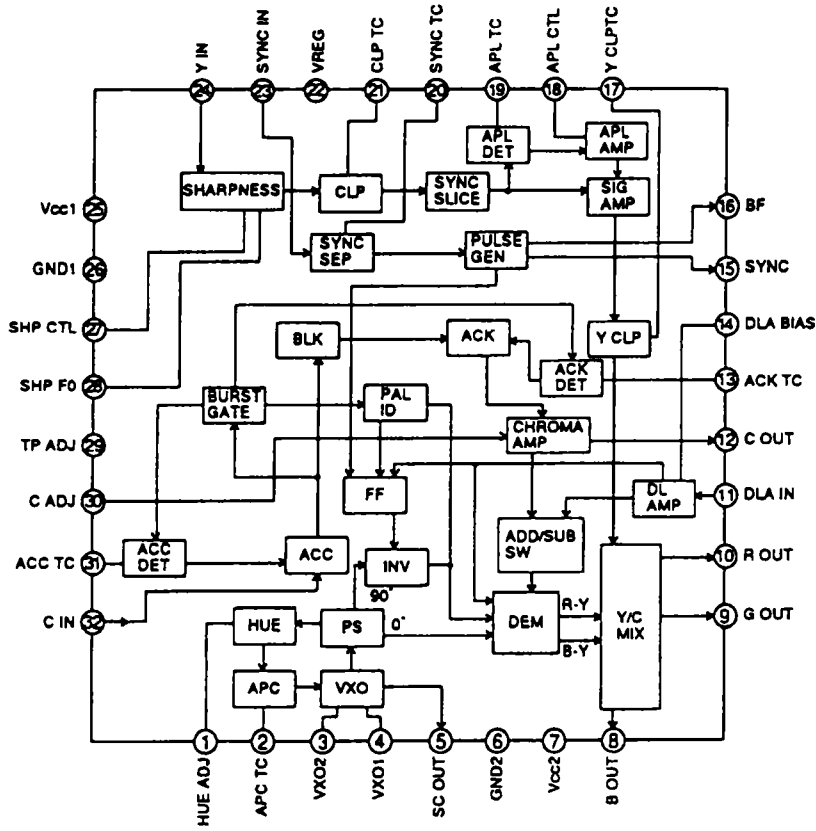 Y IN
SYNC IN
VREG
CLP TC
SYNC TC
APL TC
APL CTL
Y CLPTC
24
23
22
21
20
19
18
17
APL
DET
APL
AMP
SHARPNESS
CLP
SYNC
SLICE
SIG
AMP
Vcc1
25
16
BF
SYNC
SEP
PULSE
GEN
GND1
26
15
SYNC
SHP CTL
27
BLK
ACK
Y CLP
14
DLA BIAS
SHP F0
28
BURST
GATE
PAL
ID
ACK
DET
13
ACK TC
TP ADJ
29
CHROMA
AMP
12
C OUT
C ADJ
30
FF
DL
AMP
11
DLA IN
ACC TC
31
ACC
DET
ACC
INV
ADD/SUB
SW
10
R OUT
90°
C IN
32
HUE
PS
0°
DEM
R-Y
B-Y
Y/C
MIX
9
G OUT
APC
VXO
1
2
3
4
5
6
7
8
HUE ADJ
APC TC
VXO2
VXO1
SC OUT
GND2
Vcc2
B OUT